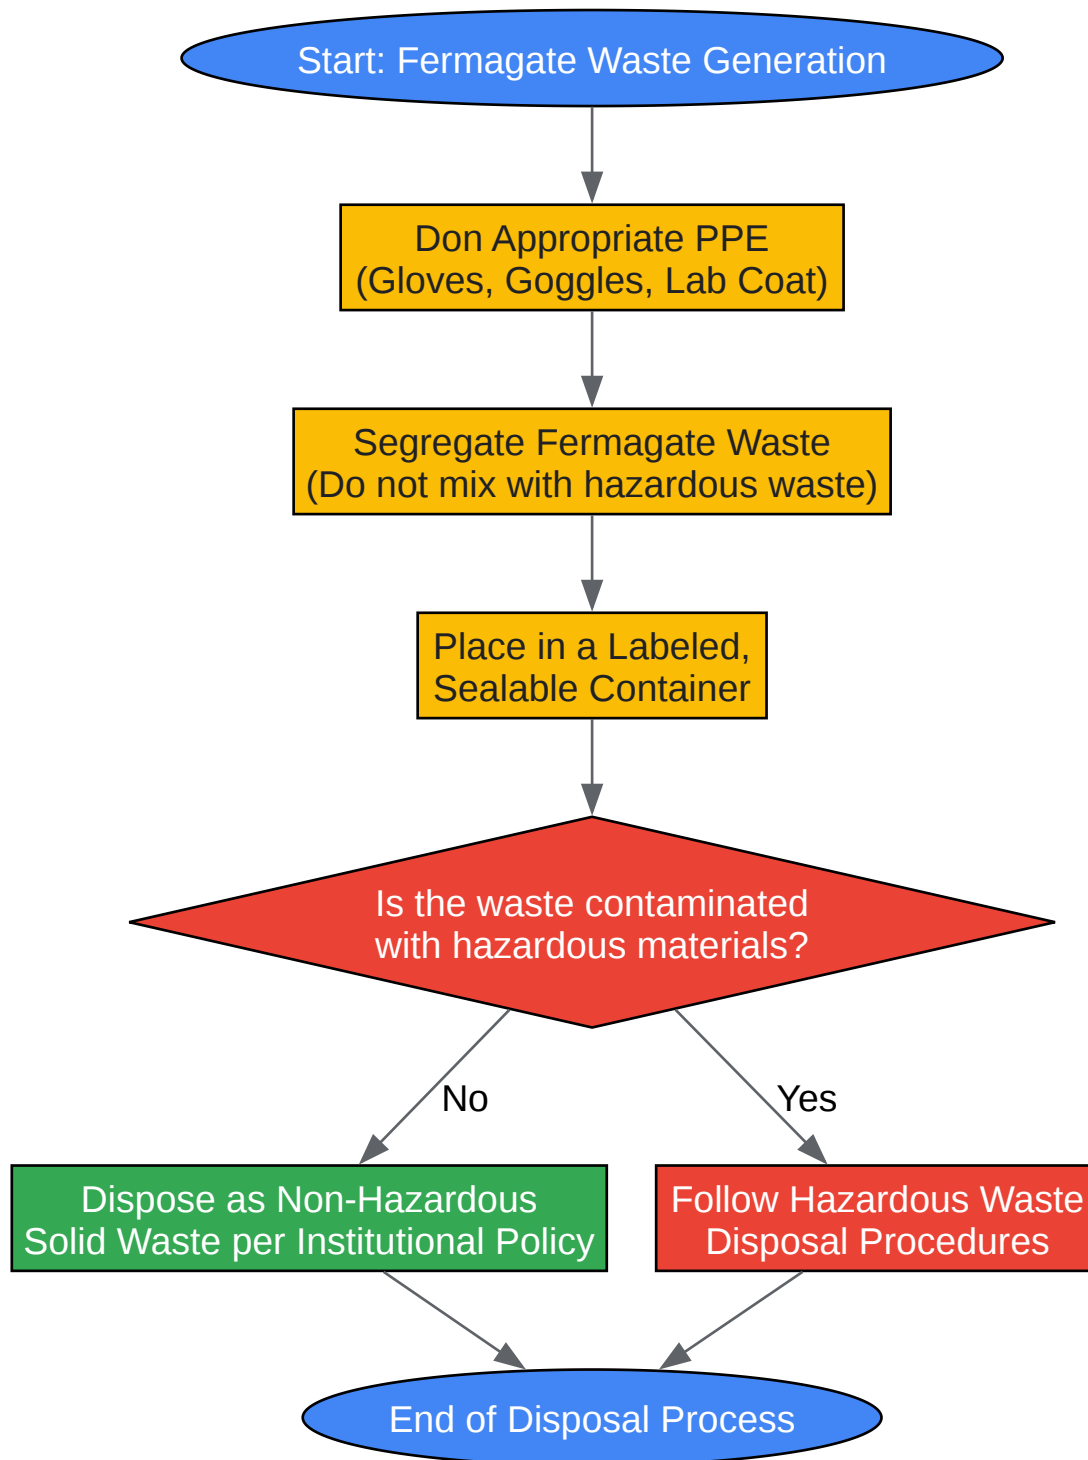 Start: Fermagate Waste Generation
Don Appropriate PPE
(Gloves, Goggles, Lab Coat)
Segregate Fermagate Waste
(Do not mix with hazardous waste)
Place in a Labeled,
Sealable Container
Is the waste contaminated
with hazardous materials?
No
Yes
Dispose as Non-Hazardous
Solid Waste per Institutional Policy
Follow Hazardous Waste
Disposal Procedures
End of Disposal Process